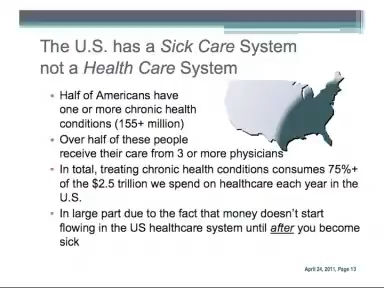 The U.S. has a Sick Care System
not a Health Care System
• Half of Americans have
one or more chronic health
conditions (155+ million)
• Over half of these people
receive their care from 3 or more physicians
• In total, treating chronic health conditions consumes 75%+
of the $2.5 trillion we spend on healthcare each year in the
U.S.
• In large part due to the fact that money doesn't start
flowing in the US healthcare system until after you become
sick
April 24, 2011, Page 13